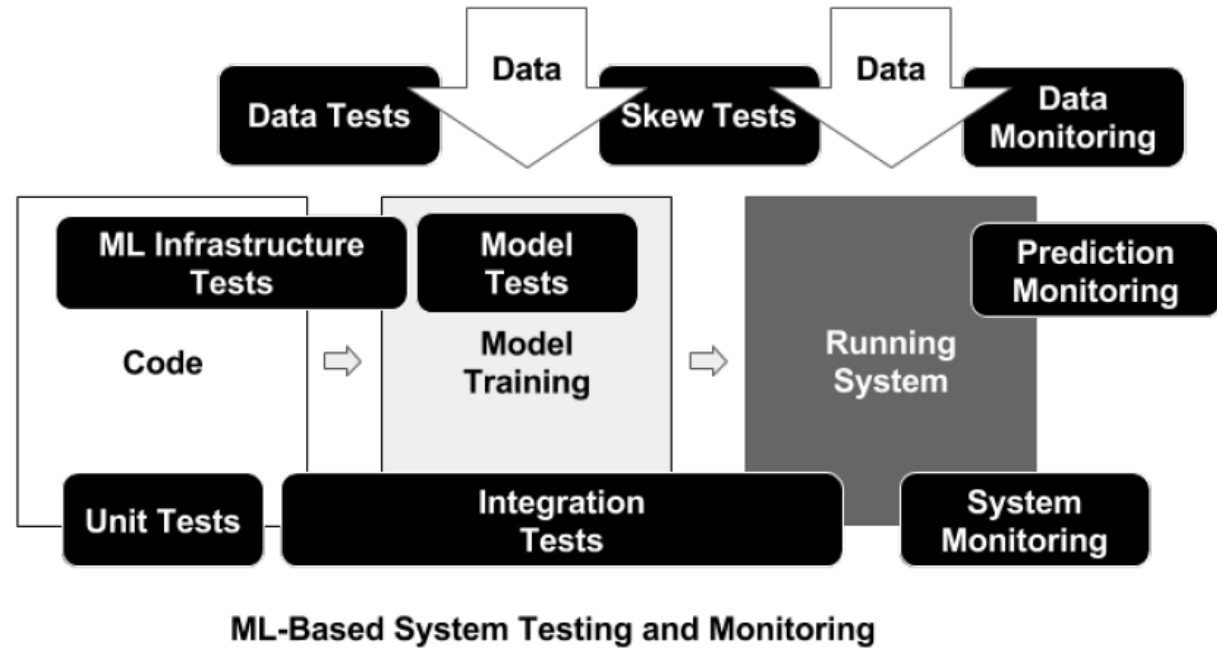 Data
Data
Data Tests
Skew Tests
Data
Monitoring
ML Infrastructure
Tests
Model
Tests
Prediction
Monitoring
Code
Model
Training
Running
System
Unit Tests
Integration
Tests
System
Monitoring
ML-Based System Testing and Monitoring